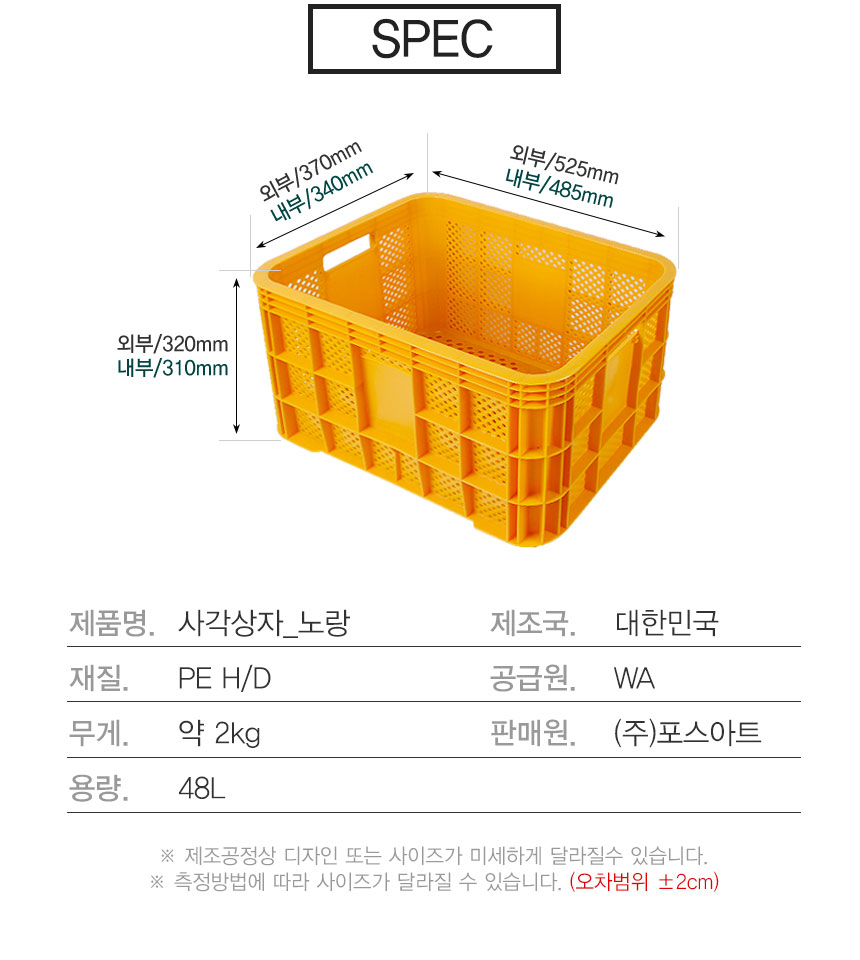 SPEC
외부/370mm
내부/340mm
외부/525mm
내부/485mm
외부/320mm
내부/310mm
제품명. 사각상자_노랑 제조국. 대한민국
재질. PE H/D 공급원. WA
무게. 약 2kg 판매원. (주)포스아트
용량. 48L
※ 제조공정상 디자인 또는 사이즈가 미세하게 달라질수 있습니다.
※ 측정방법에 따라 사이즈가 달라질 수 있습니다. (오차범위 ±2cm)